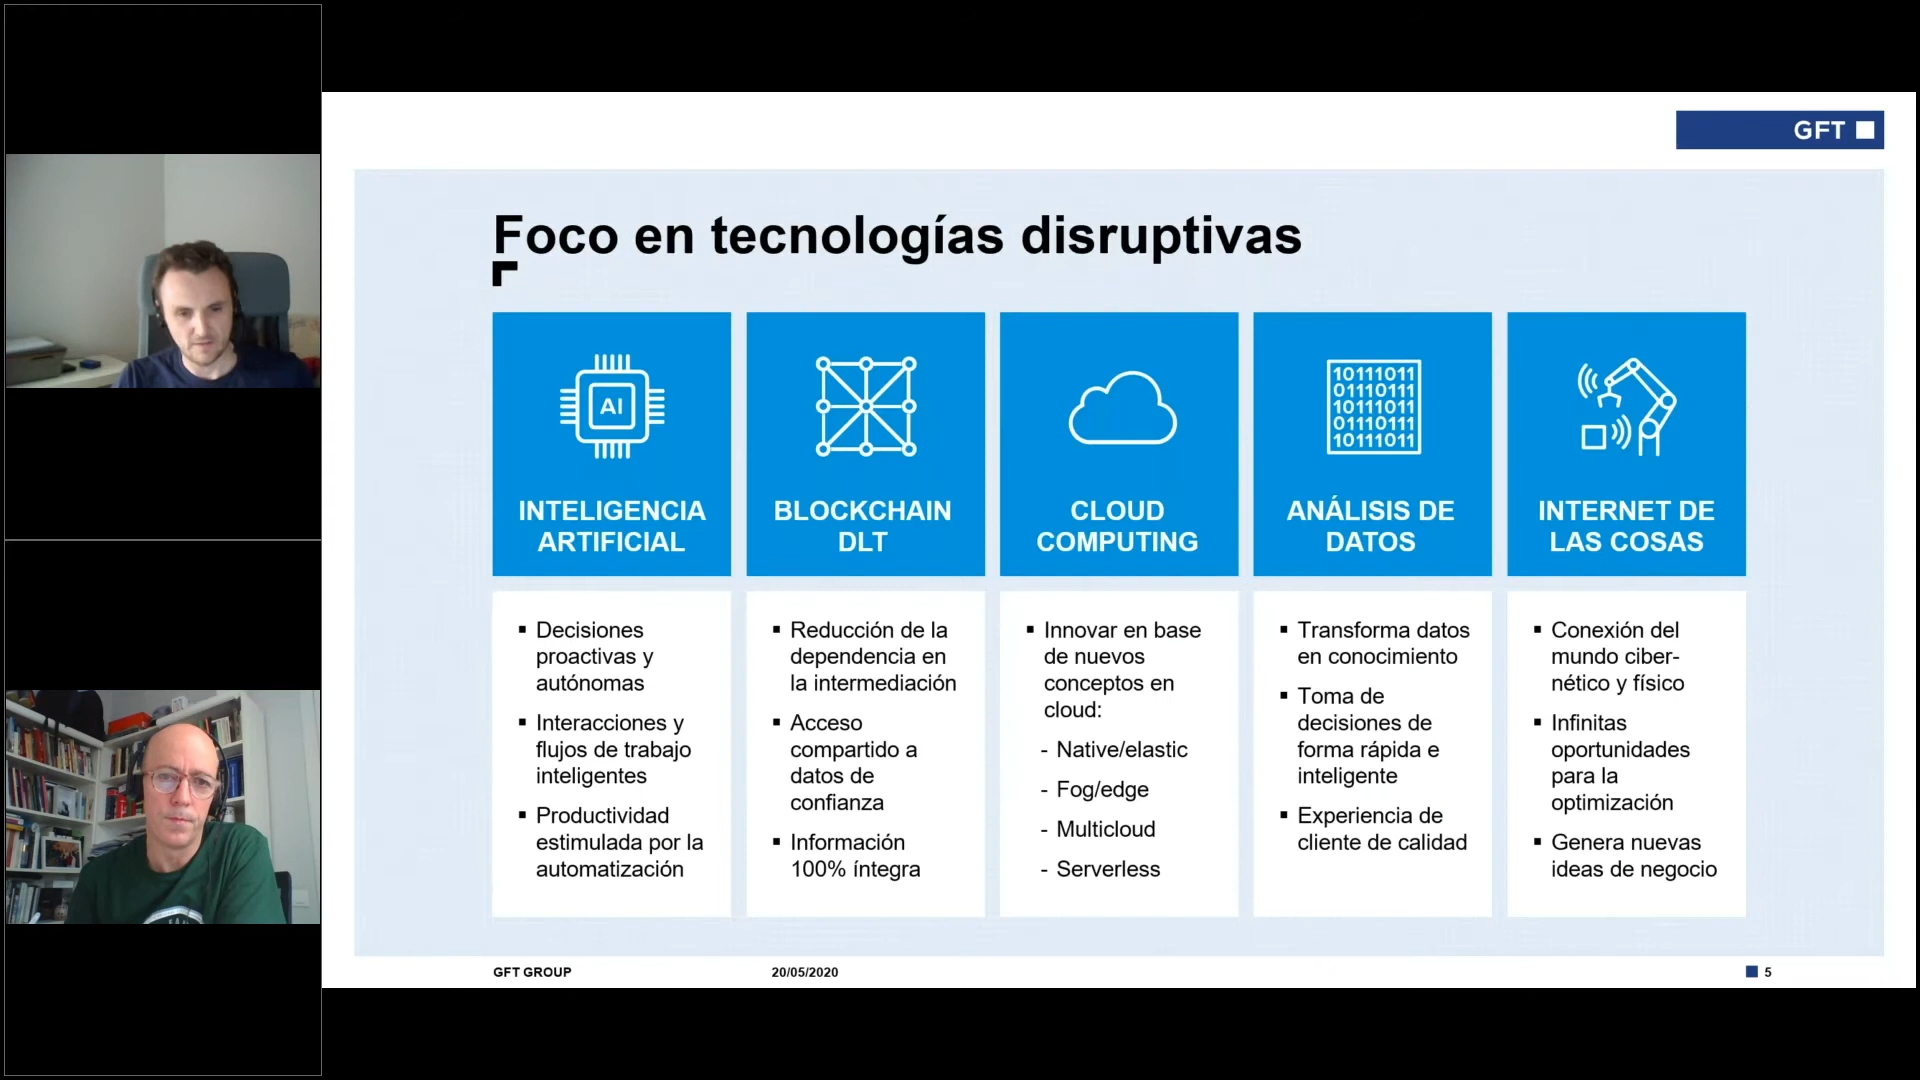 GFT
Foco en tecnologías disruptivas
AI
INTELIGENCIA
ARTIFICIAL
Decisiones
proactivas y
autónomas
Interacciones y
flujos de trabajo
inteligentes
Productividad
estimulada por la
automatización
BLOCKCHAIN
DLT
Reducción de la
dependencia en
la intermediación
Acceso
compartido a
datos de
confianza
Información
100% íntegra
CLOUD
COMPUTING
Innovar en base
de nuevos
conceptos en
cloud:
- Native/elastic
- Fog/edge
- Multicloud
- Serverless
10111011
01110111
10111011
01110111
10111011
ANÁLISIS DE
DATOS
Transforma datos
en conocimiento
Toma de
decisiones de
forma rápida e
inteligente
Experiencia de
cliente de calidad
INTERNET DE
LAS COSAS
Conexión del
mundo ciber-
nético y físico
Infinitas
oportunidades
para la
optimización
Genera nuevas
ideas de negocio
GFT GROUP
20/05/2020
5